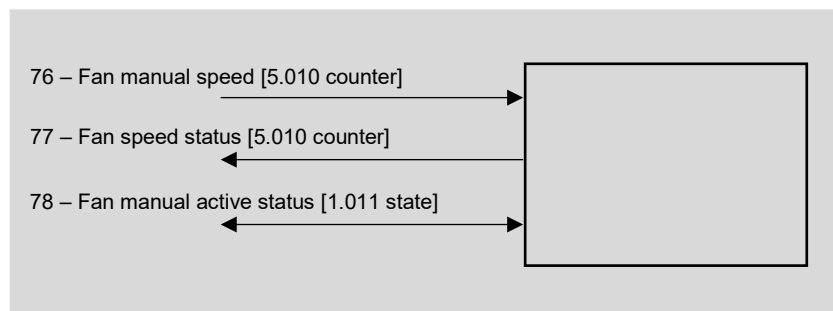 76 – Fan manual speed [5.010 counter]
77 – Fan speed status [5.010 counter]
78 – Fan manual active status [1.011 state]